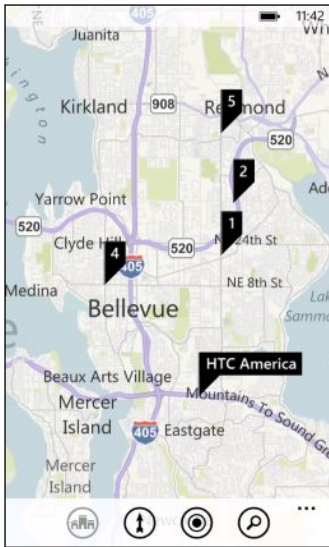 405
11:42
NE
Juanita
Kirkland
908
5
Redmond
520
2
Yarrow Point
520
Clyde Hill
1
520
NE 24th St
4
405
NE 8th St
Medina
Bellevue
Lake
HTC America
Beaux Arts Village
Mountains To Sound
Mercer
Island
405
Eastgate
Mercer
Island